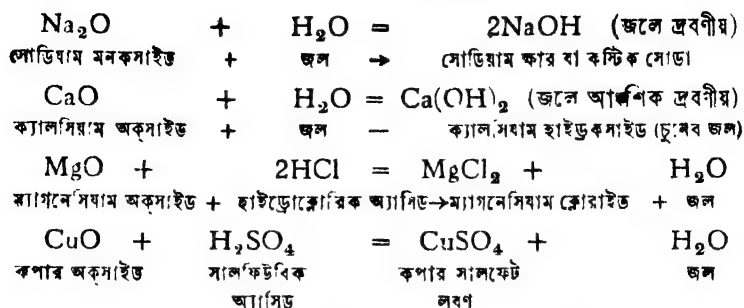 Na₂O + H₂O = 2NaOH (জলে দ্রবণীয়)
সোডিয়াম মনকসাইড + জল → সোডিয়াম ক্ষার বা কস্টিক সোডা
CaO + H₂O = Ca(OH)₂ (জলে আংশিক দ্রবণীয়)
ক্যালসিয়াম অক্সাইড + জল — ক্যালসিয়াম হাইড্রকসাইড (চুনের জল)
MgO + 2HCl = MgCl₂ + H₂O
ম্যাগনেসিয়াম অক্সাইড + হাইড্রোক্লোরিক অ্যাসিড→ম্যাগনেসিয়াম ক্লোরাইড + জল
CuO + H₂SO₄ = CuSO₄ + H₂O
কপার অক্সাইড সালফিউরিক কপার সালফেট জল
অ্যাসিড লবণ